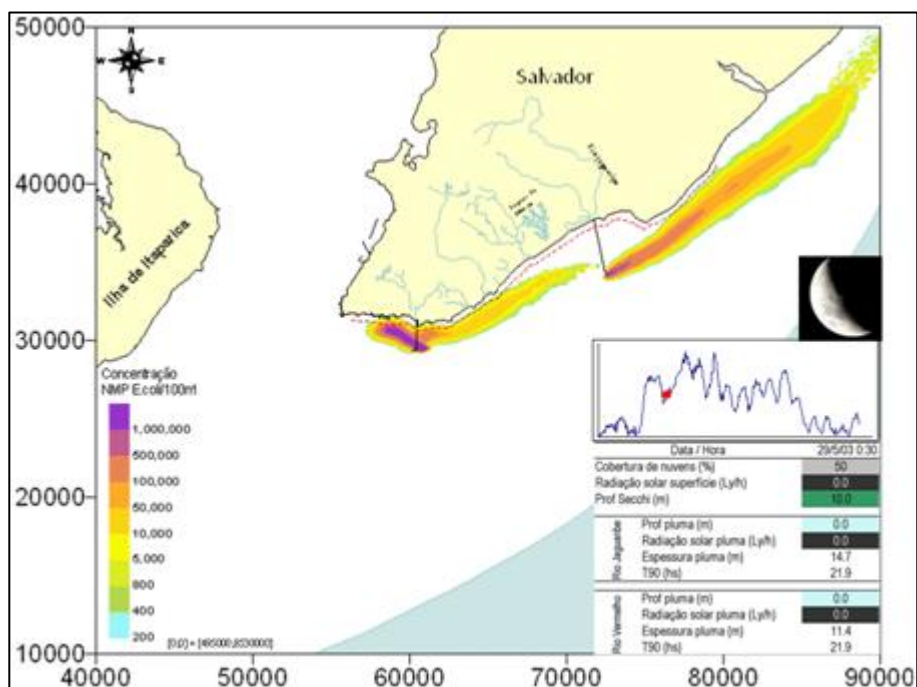 50000
40000
30000
20000
10000
40000
50000
60000
70000
80000
90000
N
W
E
S
Salvador
Ilha de Itaparica
Concentração
NMP E.coli/100ml
1,000,000
500,000
100,000
50,000
10,000
5,000
800
400
200
Data / Hora 29/5/03 0:30
Cobertura de nuvens (%) 50
Radiação solar superfície (Ly/h) 0.0
Prof Secchi (m) 10.0
Rio Jaguaribe
Prof pluma (m) 0.0
Radiação solar pluma (Ly/h) 0.0
Espessura pluma (m) 14.7
T90 (hs) 21.9
Rio Vermelho
Prof pluma (m) 0.0
Radiação solar pluma (Ly/h) 0.0
Espessura pluma (m) 11.4
T90 (hs) 21.9